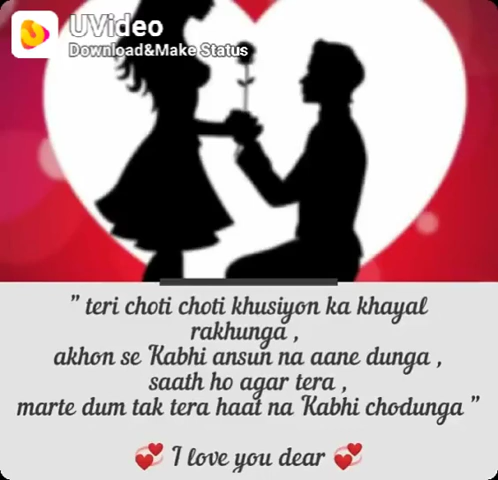 UVideo
Download&Make Status
" teri choti choti khusiyon ka khayal
rakhunga ,
akhon se Kabhi ansun na aane dunga ,
saath ho agar tera ,
marte dum tak tera haat na Kabhi chodunga "
💞 I love you dear 💞